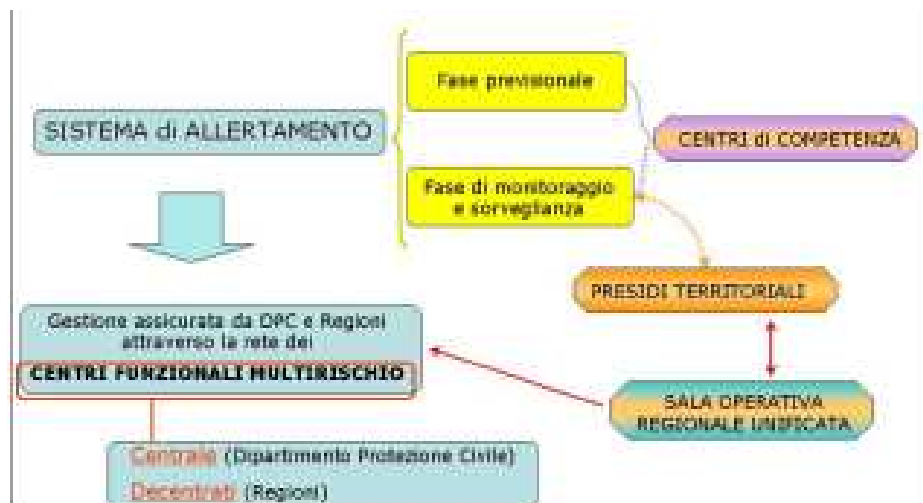 Fase previsionale
SISTEMA di ALLERTAMENTO
CENTRI di COMPETENZA
Fase di monitoraggio
e sorveglianza
PRESIDI TERRITORIALI
Gestione assicurata da DPC e Regioni
attraverso la rete dei
CENTRI FUNZIONALI MULTIRISCHIO
SALA OPERATIVA
REGIONALE UNIFICATA
Centrale (Dipartimento Protezione Civile)
Decentrati (Regioni)